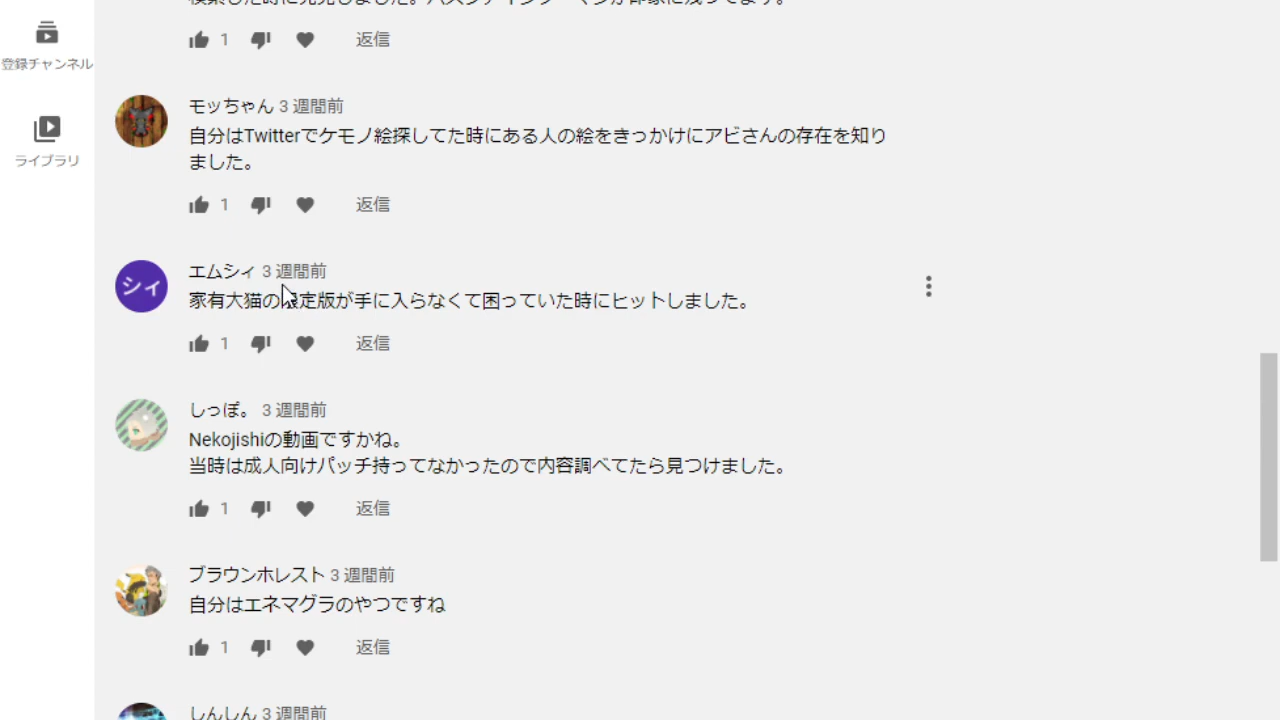 登録チャンネル
ライブラリ
1 返信
モッちゃん 3 週間前
自分はTwitterでケモノ絵探してた時にある人の絵をきっかけにアビさんの存在を知り
ました。
1 返信
シィ
エムシィ 3 週間前
家有大猫の限定版が手に入らなくて困っていた時にヒットしました。
1 返信
しっぽ。 3 週間前
Nekojishiの動画ですかね。
当時は成人向けパッチ持ってなかったので内容調べてたら見つけました。
1 返信
ブラウンホレスト 3 週間前
自分はエネマグラのやつですね
1 返信
しんしん 3 週間前